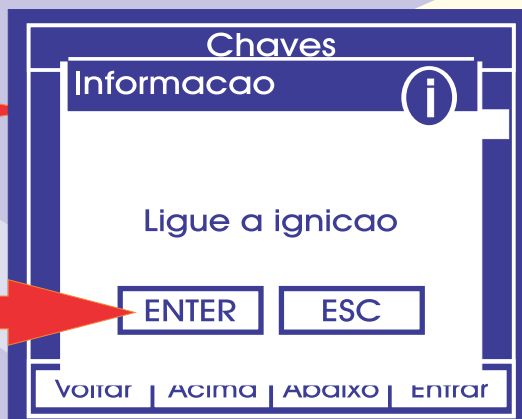 Chaves
Informacao
i
Ligue a ignicao
ENTER ESC
Voltar Acima Abaixo Entrar